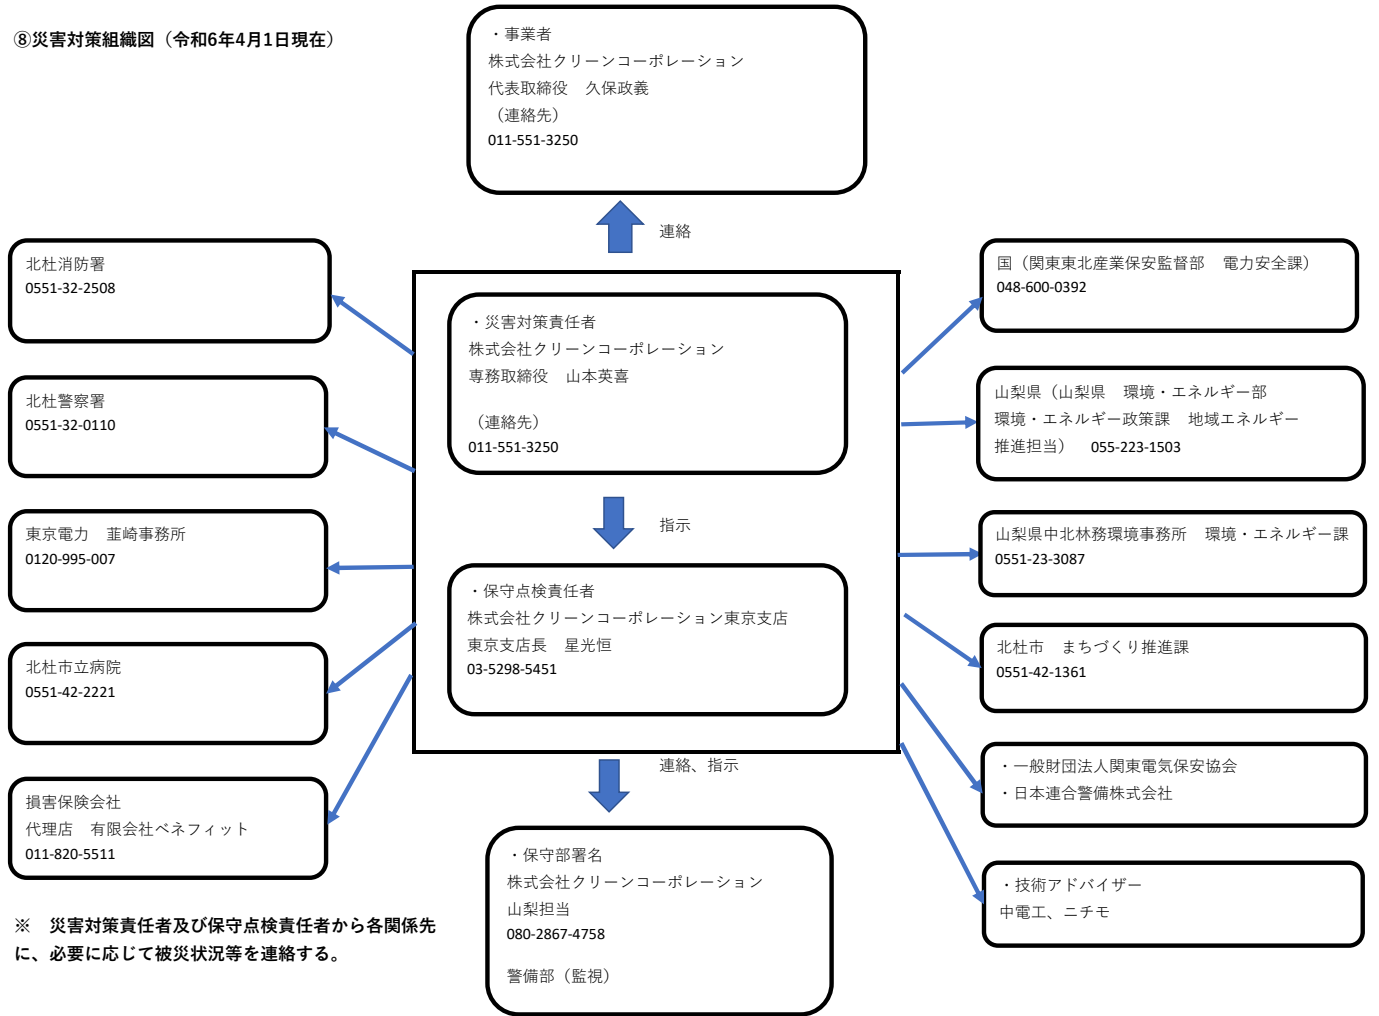 ⑧災害対策組織図（令和6年4月1日現在）
・事業者
株式会社クリーンコーポレーション
代表取締役　久保政義
（連絡先）
011-551-3250
連絡
北杜消防署
0551-32-2508
北杜警察署
0551-32-0110
東京電力　韮崎事務所
0120-995-007
北杜市立病院
0551-42-2221
損害保険会社
代理店　有限会社ベネフィット
011-820-5511
・災害対策責任者
株式会社クリーンコーポレーション
専務取締役　山本英喜
（連絡先）
011-551-3250
指示
・保守点検責任者
株式会社クリーンコーポレーション東京支店
東京支店長　星光恒
03-5298-5451
連絡、指示
・保守部署名
株式会社クリーンコーポレーション
山梨担当
080-2867-4758
警備部（監視）
国（関東東北産業保安監督部　電力安全課）
048-600-0392
山梨県（山梨県　環境・エネルギー部
環境・エネルギー政策課　地域エネルギー
推進担当）　055-223-1503
山梨県中北林務環境事務所　環境・エネルギー課
0551-23-3087
北杜市　まちづくり推進課
0551-42-1361
・一般財団法人関東電気保安協会
・日本連合警備株式会社
・技術アドバイザー
中電工、ニチモ
※　災害対策責任者及び保守点検責任者から各関係先
に、必要に応じて被災状況等を連絡する。